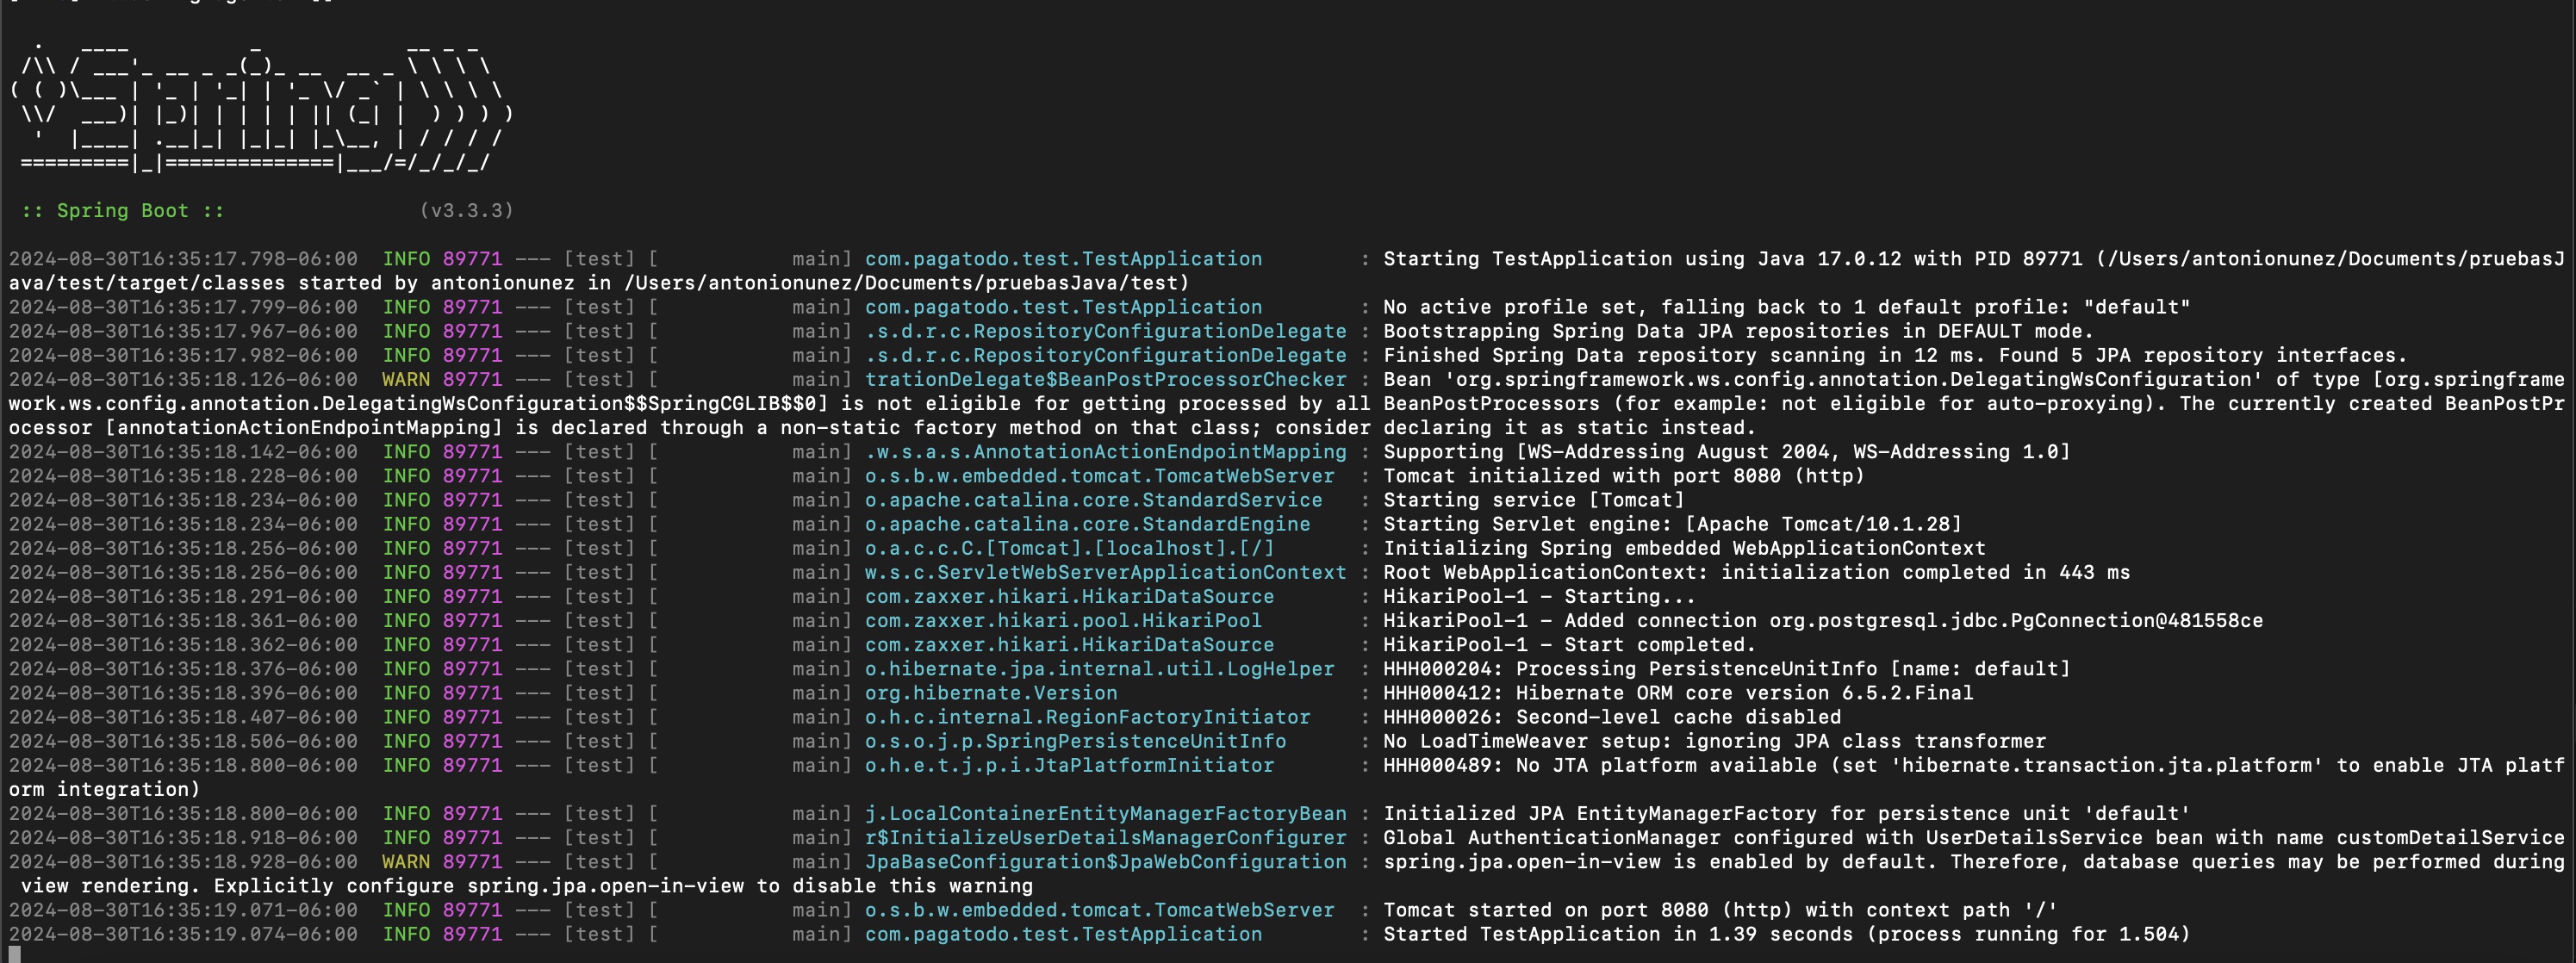 .   ____          _            __ _ _
 /\\ / ___'_ __ _ _(_)_ __  __ _ \ \ \ \
( ( )\___ | '_ | '_| | '_ \/ _` | \ \ \ \
 \\/  ___)| |_)| | | | | || (_| |  ) ) ) )
  '  |____| .__|_| |_|_| |_\__, | / / / /
 =========|_|==============|___/=/_/_/_/
 :: Spring Boot ::                (v3.3.3)
2024-08-30T16:35:17.798-06:00  INFO 89771 --- [test] [           main] com.pagatodo.test.TestApplication        : Starting TestApplication using Java 17.0.12 with PID 89771 (/Users/antonionunez/Documents/pruebasJ
ava/test/target/classes started by antonionunez in /Users/antonionunez/Documents/pruebasJava/test)
2024-08-30T16:35:17.799-06:00  INFO 89771 --- [test] [           main] com.pagatodo.test.TestApplication        : No active profile set, falling back to 1 default profile: "default"
2024-08-30T16:35:17.967-06:00  INFO 89771 --- [test] [           main] .s.d.r.c.RepositoryConfigurationDelegate : Bootstrapping Spring Data JPA repositories in DEFAULT mode.
2024-08-30T16:35:17.982-06:00  INFO 89771 --- [test] [           main] .s.d.r.c.RepositoryConfigurationDelegate : Finished Spring Data repository scanning in 12 ms. Found 5 JPA repository interfaces.
2024-08-30T16:35:18.126-06:00  WARN 89771 --- [test] [           main] trationDelegate$BeanPostProcessorChecker : Bean 'org.springframework.ws.config.annotation.DelegatingWsConfiguration' of type [org.springframe
work.ws.config.annotation.DelegatingWsConfiguration$$SpringCGLIB$$0] is not eligible for getting processed by all BeanPostProcessors (for example: not eligible for auto-proxying). The currently created BeanPostPr
ocessor [annotationActionEndpointMapping] is declared through a non-static factory method on that class; consider declaring it as static instead.
2024-08-30T16:35:18.142-06:00  INFO 89771 --- [test] [           main] .w.s.a.s.AnnotationActionEndpointMapping : Supporting [WS-Addressing August 2004, WS-Addressing 1.0]
2024-08-30T16:35:18.228-06:00  INFO 89771 --- [test] [           main] o.s.b.w.embedded.tomcat.TomcatWebServer  : Tomcat initialized with port 8080 (http)
2024-08-30T16:35:18.234-06:00  INFO 89771 --- [test] [           main] o.apache.catalina.core.StandardService   : Starting service [Tomcat]
2024-08-30T16:35:18.234-06:00  INFO 89771 --- [test] [           main] o.apache.catalina.core.StandardEngine    : Starting Servlet engine: [Apache Tomcat/10.1.28]
2024-08-30T16:35:18.256-06:00  INFO 89771 --- [test] [           main] o.a.c.c.C.[Tomcat].[localhost].[/]       : Initializing Spring embedded WebApplicationContext
2024-08-30T16:35:18.256-06:00  INFO 89771 --- [test] [           main] w.s.c.ServletWebServerApplicationContext : Root WebApplicationContext: initialization completed in 443 ms
2024-08-30T16:35:18.291-06:00  INFO 89771 --- [test] [           main] com.zaxxer.hikari.HikariDataSource       : HikariPool-1 - Starting...
2024-08-30T16:35:18.361-06:00  INFO 89771 --- [test] [           main] com.zaxxer.hikari.pool.HikariPool        : HikariPool-1 - Added connection org.postgresql.jdbc.PgConnection@481558ce
2024-08-30T16:35:18.362-06:00  INFO 89771 --- [test] [           main] com.zaxxer.hikari.HikariDataSource       : HikariPool-1 - Start completed.
2024-08-30T16:35:18.376-06:00  INFO 89771 --- [test] [           main] o.hibernate.jpa.internal.util.LogHelper  : HHH000204: Processing PersistenceUnitInfo [name: default]
2024-08-30T16:35:18.396-06:00  INFO 89771 --- [test] [           main] org.hibernate.Version                    : HHH000412: Hibernate ORM core version 6.5.2.Final
2024-08-30T16:35:18.407-06:00  INFO 89771 --- [test] [           main] o.h.c.internal.RegionFactoryInitiator    : HHH000026: Second-level cache disabled
2024-08-30T16:35:18.506-06:00  INFO 89771 --- [test] [           main] o.s.o.j.p.SpringPersistenceUnitInfo      : No LoadTimeWeaver setup: ignoring JPA class transformer
2024-08-30T16:35:18.800-06:00  INFO 89771 --- [test] [           main] o.h.e.t.j.p.i.JtaPlatformInitiator       : HHH000489: No JTA platform available (set 'hibernate.transaction.jta.platform' to enable JTA platf
orm integration)
2024-08-30T16:35:18.800-06:00  INFO 89771 --- [test] [           main] j.LocalContainerEntityManagerFactoryBean : Initialized JPA EntityManagerFactory for persistence unit 'default'
2024-08-30T16:35:18.918-06:00  INFO 89771 --- [test] [           main] r$InitializeUserDetailsManagerConfigurer : Global AuthenticationManager configured with UserDetailsService bean with name customDetailService
2024-08-30T16:35:18.928-06:00  WARN 89771 --- [test] [           main] JpaBaseConfiguration$JpaWebConfiguration : spring.jpa.open-in-view is enabled by default. Therefore, database queries may be performed during
 view rendering. Explicitly configure spring.jpa.open-in-view to disable this warning
2024-08-30T16:35:19.071-06:00  INFO 89771 --- [test] [           main] o.s.b.w.embedded.tomcat.TomcatWebServer  : Tomcat started on port 8080 (http) with context path '/'
2024-08-30T16:35:19.074-06:00  INFO 89771 --- [test] [           main] com.pagatodo.test.TestApplication        : Started TestApplication in 1.39 seconds (process running for 1.504)